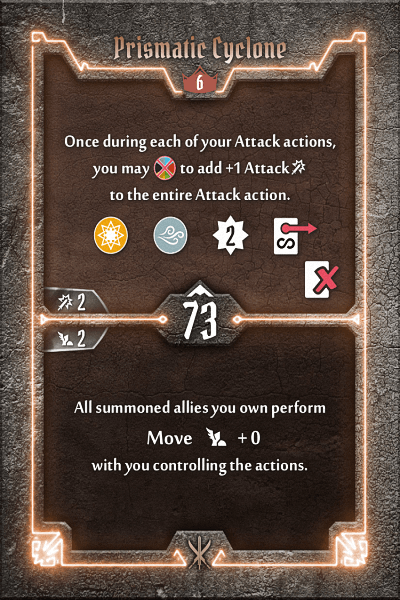 Prismatic Cyclone
6
Once during each of your Attack actions,
you may to add +1 Attack
to the entire Attack action.
2
2
73
2
All summoned allies you own perform
Move +0
with you controlling the actions.